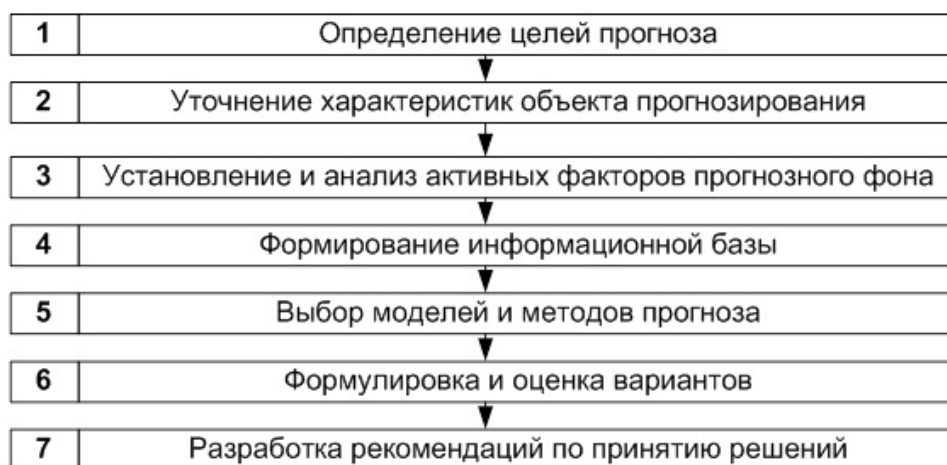 1 Определение целей прогноза
2 Уточнение характеристик объекта прогнозирования
3 Установление и анализ активных факторов прогнозного фона
4 Формирование информационной базы
5 Выбор моделей и методов прогноза
6 Формулировка и оценка вариантов
7 Разработка рекомендаций по принятию решений